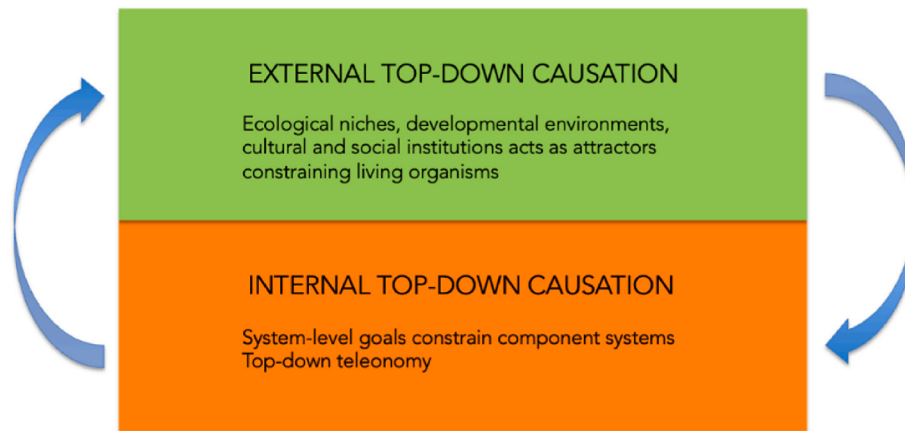 EXTERNAL TOP-DOWN CAUSATION
Ecological niches, developmental environments,
cultural and social institutions acts as attractors
constraining living organisms
INTERNAL TOP-DOWN CAUSATION
System-level goals constrain component systems
Top-down teleonomy